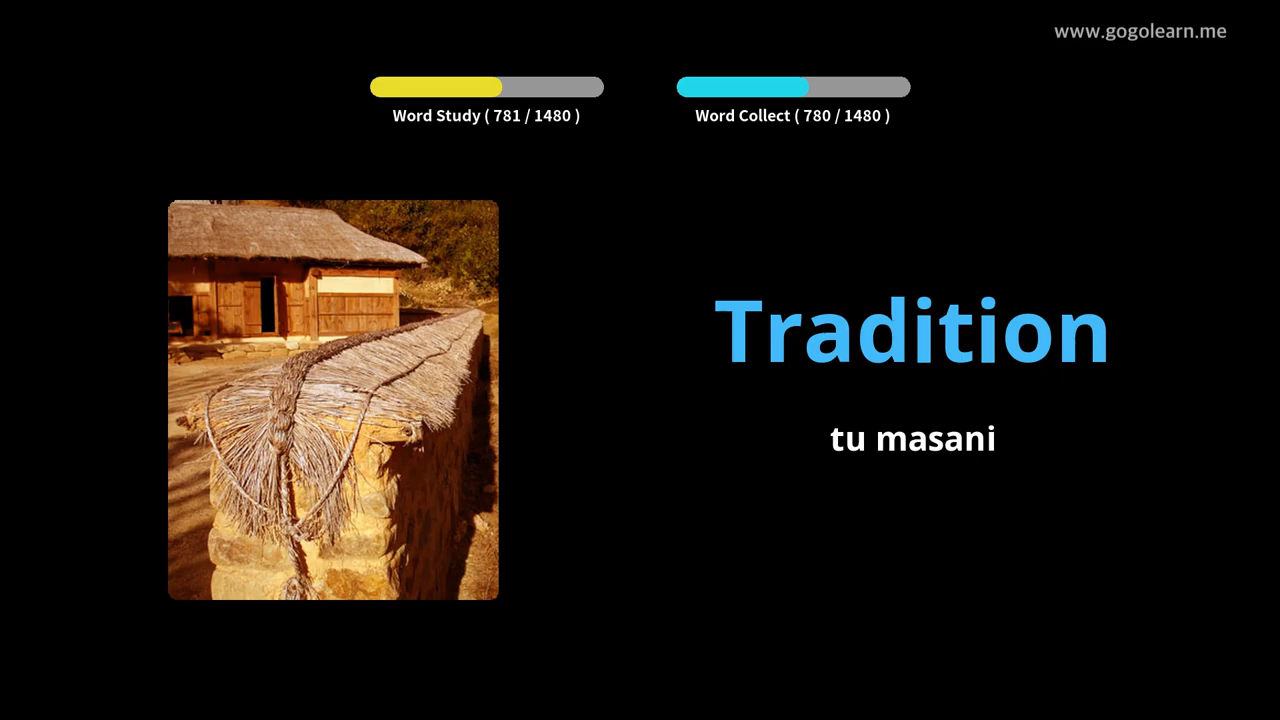 www.gogolearn.me
Word Study ( 781 / 1480 )
Word Collect ( 780 / 1480 )
Tradition
tu masani